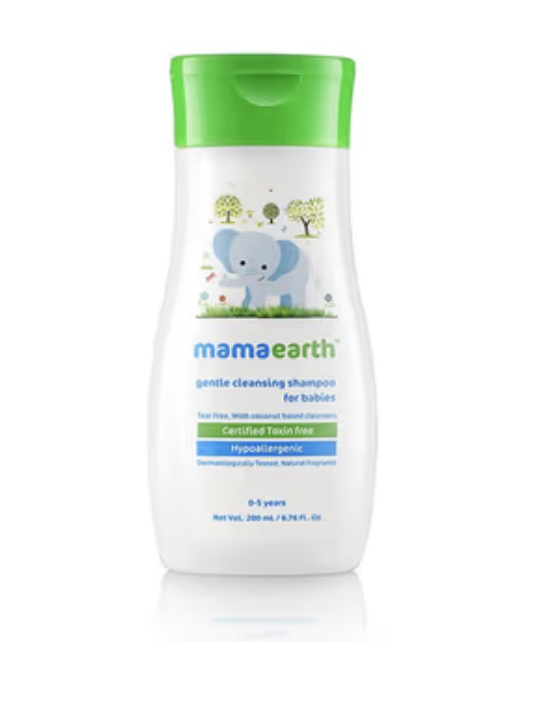 mamaearth™
gentle cleansing shampoo
for babies
Tear Free, With coconut based cleansers
Certified Toxin free
Hypoallergenic
Dermatologically Tested, Natural Fragrance
0-5 years
Net Vol. 200 mL / 6.76 Fl. Oz